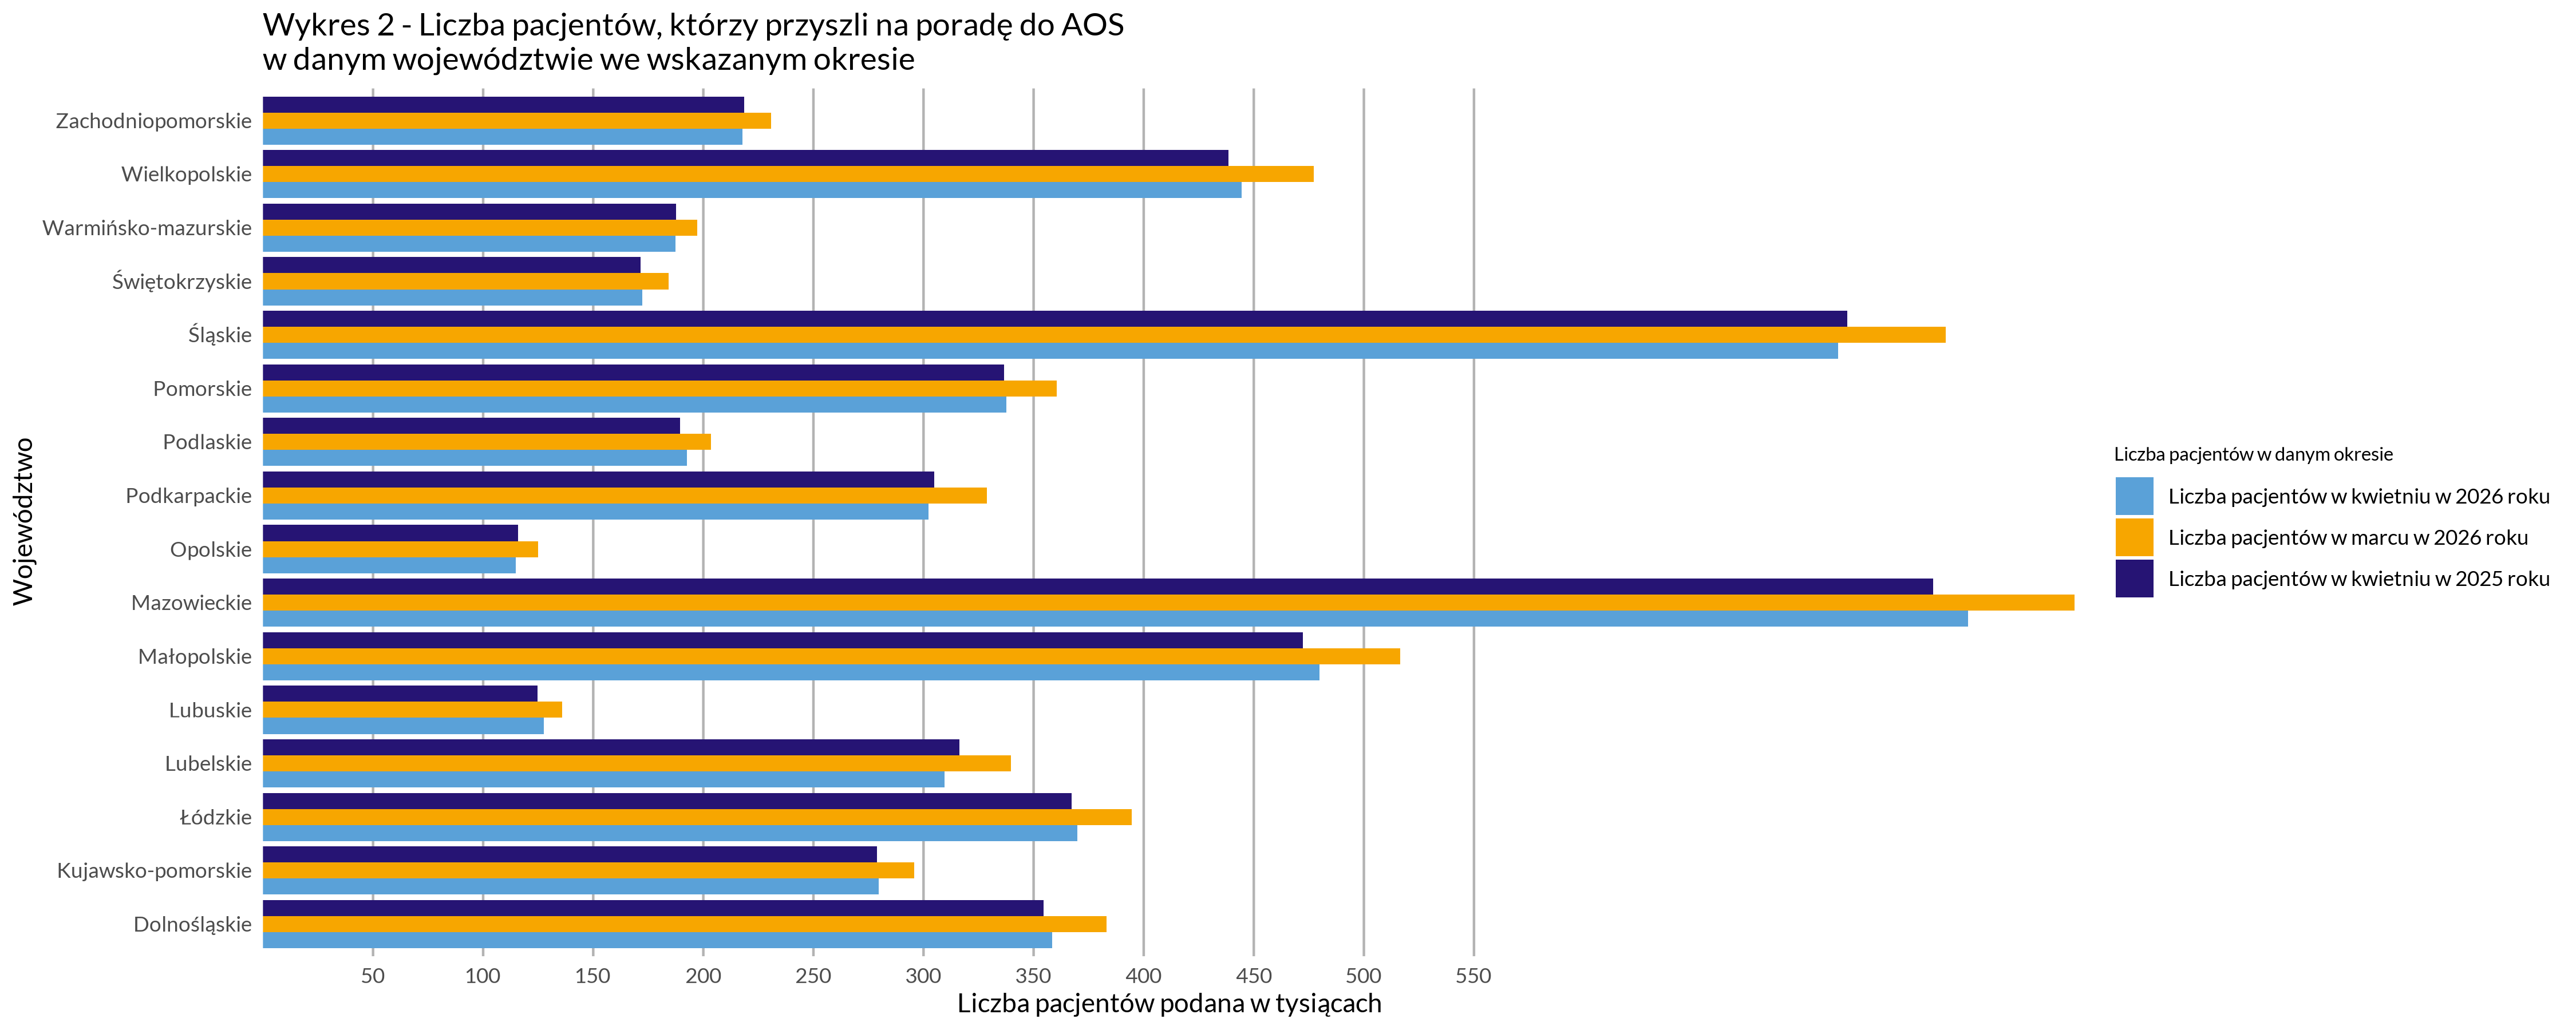 Wykres 2 - Liczba pacjentów, którzy przyszli na poradę do AOS
w danym województwie we wskazanym okresie
Województwo
Zachodniopomorskie
Wielkopolskie
Warmińsko-mazurskie
Świętokrzyskie
Śląskie
Pomorskie
Podlaskie
Podkarpackie
Opolskie
Mazowieckie
Małopolskie
Lubuskie
Lubelskie
Łódzkie
Kujawsko-pomorskie
Dolnośląskie
50 100 150 200 250 300 350 400 450 500 550
Liczba pacjentów podana w tysiącach
Liczba pacjentów w danym okresie
Liczba pacjentów w kwietniu w 2026 roku
Liczba pacjentów w marcu w 2026 roku
Liczba pacjentów w kwietniu w 2025 roku